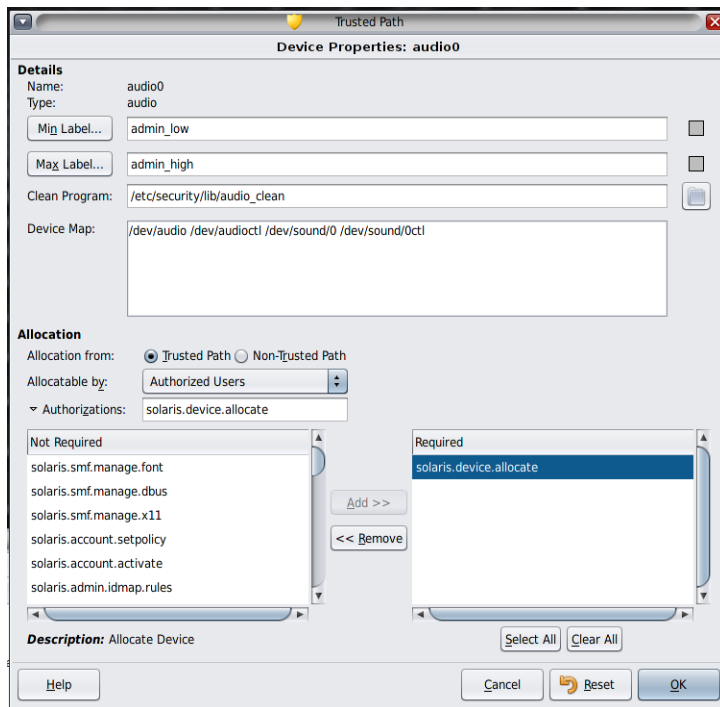 Trusted Path
Device Properties: audio0
Details
Name: audio0
Type: audio
Min Label... admin_low
Max Label... admin_high
Clean Program: /etc/security/lib/audio_clean
Device Map: /dev/audio /dev/audioctl /dev/sound/0 /dev/sound/0ctl
Allocation
Allocation from: Trusted Path Non-Trusted Path
Allocatable by: Authorized Users
Authorizations: solaris.device.allocate
Not Required Required
solaris.smf.manage.font solaris.device.allocate
solaris.smf.manage.dbus
solaris.smf.manage.x11 Add >>
solaris.account.setpolicy << Remove
solaris.account.activate
solaris.admin.idmap.rules
Description: Allocate Device Select All Clear All
Help Cancel Reset OK